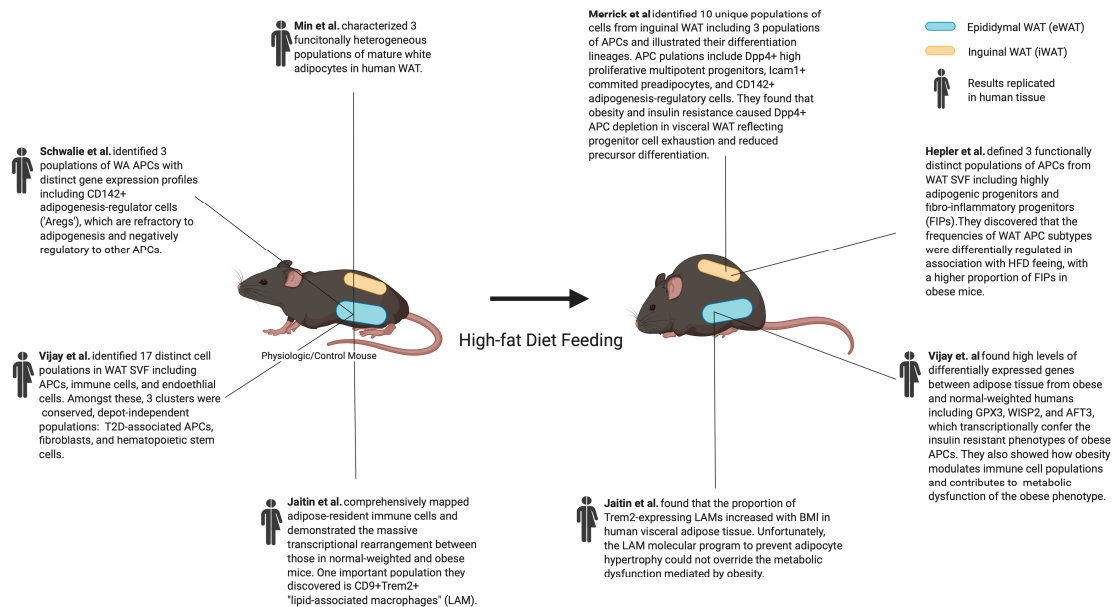 Min et al. characterized 3
funcitonally heterogeneous
populations of mature white
adipocytes in human WAT.
Merrick et al identified 10 unique populations of
cells from inguinal WAT including 3 populations
of APCs and illustrated their differentiation
lineages. APC pulations include Dpp4+ high
proliferative multipotent progenitors, Icam1+
commited preadipocytes, and CD142+
adipogenesis-regulatory cells. They found that
obesity and insulin resistance caused Dpp4+
APC depletion in visceral WAT reflecting
progenitor cell exhaustion and reduced
precursor differentiation.
Epididymal WAT (eWAT)
Inguinal WAT (iWAT)
Results replicated
in human tissue
Schwalie et al. identified 3
pouplations of WA APCs with
distinct gene expression profiles
including CD142+
adipogenesis-regulator cells
('Aregs'), which are refractory to
adipogenesis and negatively
regulatory to other APCs.
Hepler et al. defined 3 functionally
distinct populations of APCs from
WAT SVF including highly
adipogenic progenitors and
fibro-inflammatory progenitors
(FIPs).They discovered that the
frequencies of WAT APC subtypes
were differentially regulated in
association with HFD feeing, with
a higher proportion of FIPs in
obese mice.
Physiologic/Control Mouse
High-fat Diet Feeding
Vijay et al. identified 17 distinct cell
poulations in WAT SVF including
APCs, immune cells, and endoethlial
cells. Amongst these, 3 clusters were
conserved, depot-independent
populations: T2D-associated APCs,
fibroblasts, and hematopoietic stem
cells.
Vijay et. al found high levels of
differentially expressed genes
between adipose tissue from obese
and normal-weighted humans
including GPX3, WISP2, and AFT3,
which transcriptionally confer the
insulin resistant phenotypes of obese
APCs. They also showed how obesity
modulates immune cell populations
and contributes to metabolic
dysfunction of the obese phenotype.
Jaitin et al. comprehensively mapped
adipose-resident immune cells and
demonstrated the massive
transcriptional rearrangement between
those in normal-weighted and obese
mice. One important population they
discovered is CD9+Trem2+
"lipid-associated macrophages" (LAM).
Jaitin et al. found that the proportion of
Trem2-expressing LAMs increased with BMI in
human visceral adipose tissue. Unfortunately,
the LAM molecular program to prevent adipocyte
hypertrophy could not override the metabolic
dysfunction mediated by obesity.